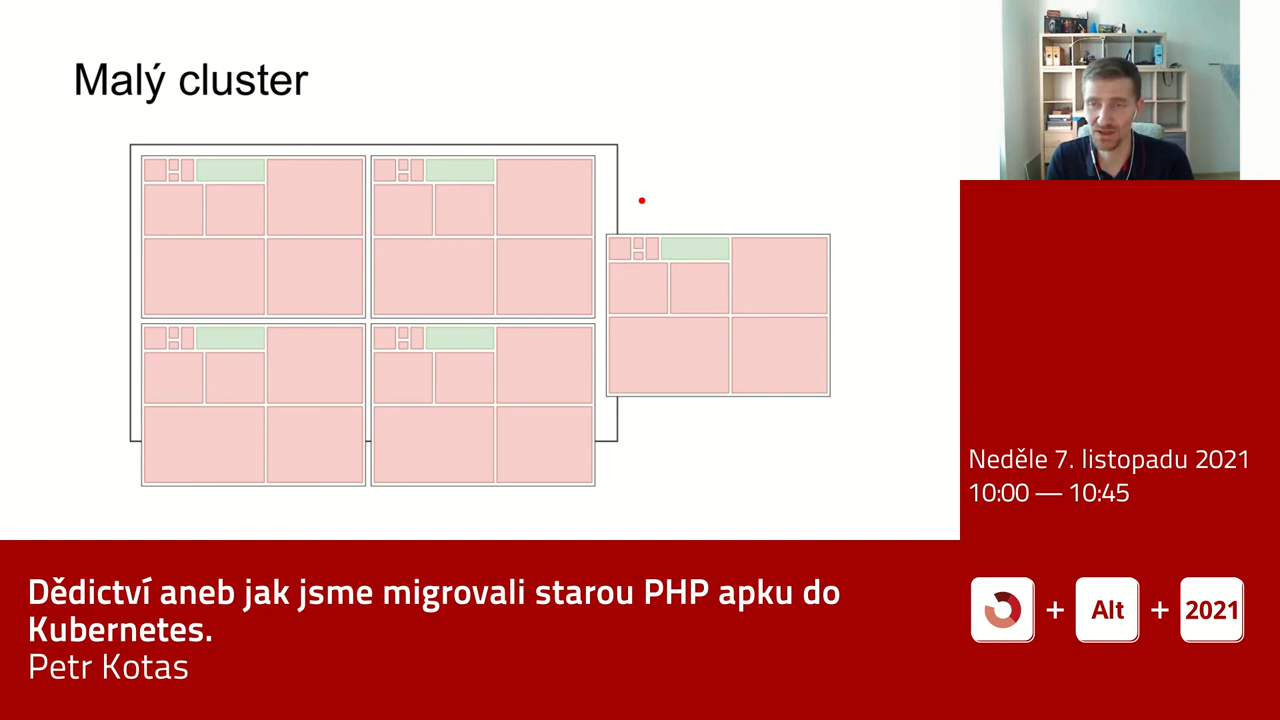 Malý cluster
Neděle 7. listopadu 2021
10:00 — 10:45
Dědictví aneb jak jsme migrovali starou PHP apku do
Kubernetes.
Petr Kotas
+ Alt + 2021